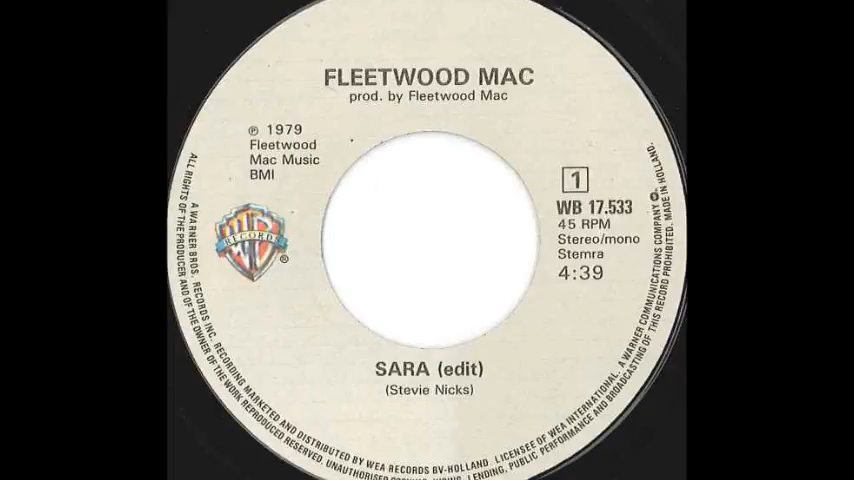 FLEETWOOD MAC
prod. by Fleetwood Mac
℗ 1979
Fleetwood
Mac Music
BMI
1
WB 17.533
45 RPM
Stereo/mono
Stemra
4:39
RECORDS
®
SARA (edit)
(Stevie Nicks)
ALL RIGHTS OF THE PRODUCER AND OF THE OWNER OF THE WORK REPRODUCED RESERVED. UNAUTHORISED LENDING, PUBLIC PERFORMANCE AND BROADCASTING OF THIS RECORD PROHIBITED. MADE IN HOLLAND.
A WARNER BROS. RECORDS INC. RECORDING MARKETED AND DISTRIBUTED BY WEA RECORDS BV-HOLLAND. LICENSEE OF WEA INTERNATIONAL. A WARNER COMMUNICATIONS COMPANY